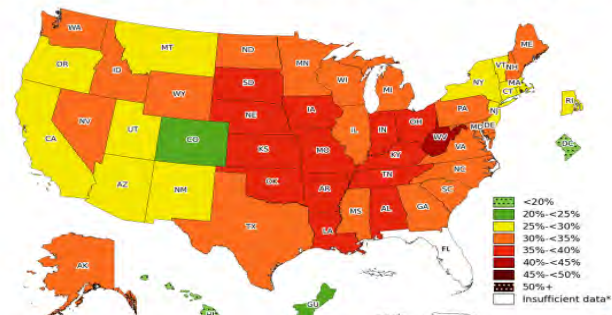 WA
MT
ND
MN
ME
OR
ID
SD
WI
VT
NH
NY
MA
CT
RI
WY
MI
NE
IA
PA
NJ
NV
UT
CO
IL
IN
OH
MD
DE
DC
CA
KS
MO
WV
VA
KY
NC
AZ
NM
OK
AR
TN
SC
MS
AL
GA
TX
LA
FL
AK
HI
GU
<20%
20%-<25%
25%-<30%
30%-<35%
35%-<40%
40%-<45%
45%-<50%
50%+
Insufficient data*